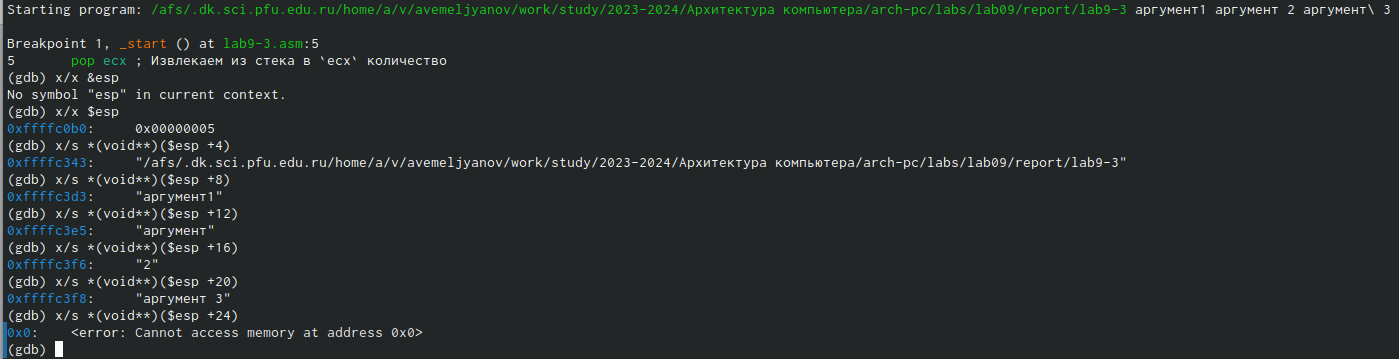 Starting program: /afs/.dk.sci.pfu.edu.ru/home/a/v/avemeljyanov/work/study/2023-2024/Архитектура компьютера/arch-pc/labs/lab09/report/lab9-3 аргумент1 аргумент 2 аргумент\ 3
Breakpoint 1, _start () at lab9-3.asm:5
5 pop ecx ; Извлекаем из стека в `ecx` количество
(gdb) x/x &esp
No symbol "esp" in current context.
(gdb) x/x $esp
0xffffc0b0: 0x00000005
(gdb) x/s *(void**)($esp +4)
0xffffc343: "/afs/.dk.sci.pfu.edu.ru/home/a/v/avemeljyanov/work/study/2023-2024/Архитектура компьютера/arch-pc/labs/lab09/report/lab9-3"
(gdb) x/s *(void**)($esp +8)
0xffffc3d3: "аргумент1"
(gdb) x/s *(void**)($esp +12)
0xffffc3e5: "аргумент"
(gdb) x/s *(void**)($esp +16)
0xffffc3f6: "2"
(gdb) x/s *(void**)($esp +20)
0xffffc3f8: "аргумент 3"
(gdb) x/s *(void**)($esp +24)
0x0: <error: Cannot access memory at address 0x0>
(gdb)